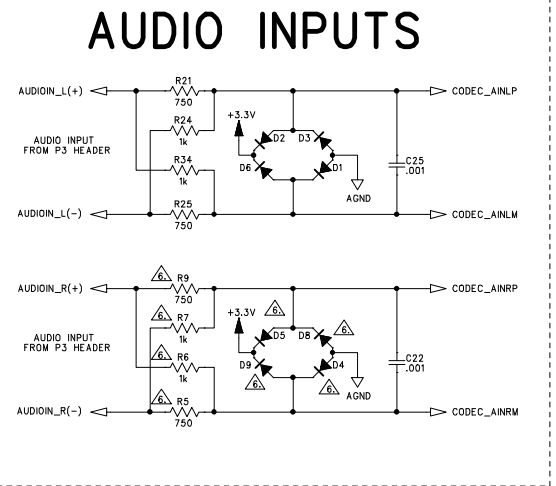 AUDIO INPUTS
AUDIOIN_L(+)
R21
750
CODEC_AINLP
R24
1k
+3.3V
D2
D3
AUDIO INPUT
FROM P3 HEADER
R34
1k
D6
D1
C25
.001
AGND
AUDIOIN_L(-)
R25
750
CODEC_AINLM
AUDIOIN_R(+)
6.
R9
750
CODEC_AINRP
6.
R7
1k
+3.3V
6.
D5
D8
6.
AUDIO INPUT
FROM P3 HEADER
6.
R6
1k
D9
6.
D4
6.
C22
.001
AGND
AUDIOIN_R(-)
6.
R5
750
CODEC_AINRM